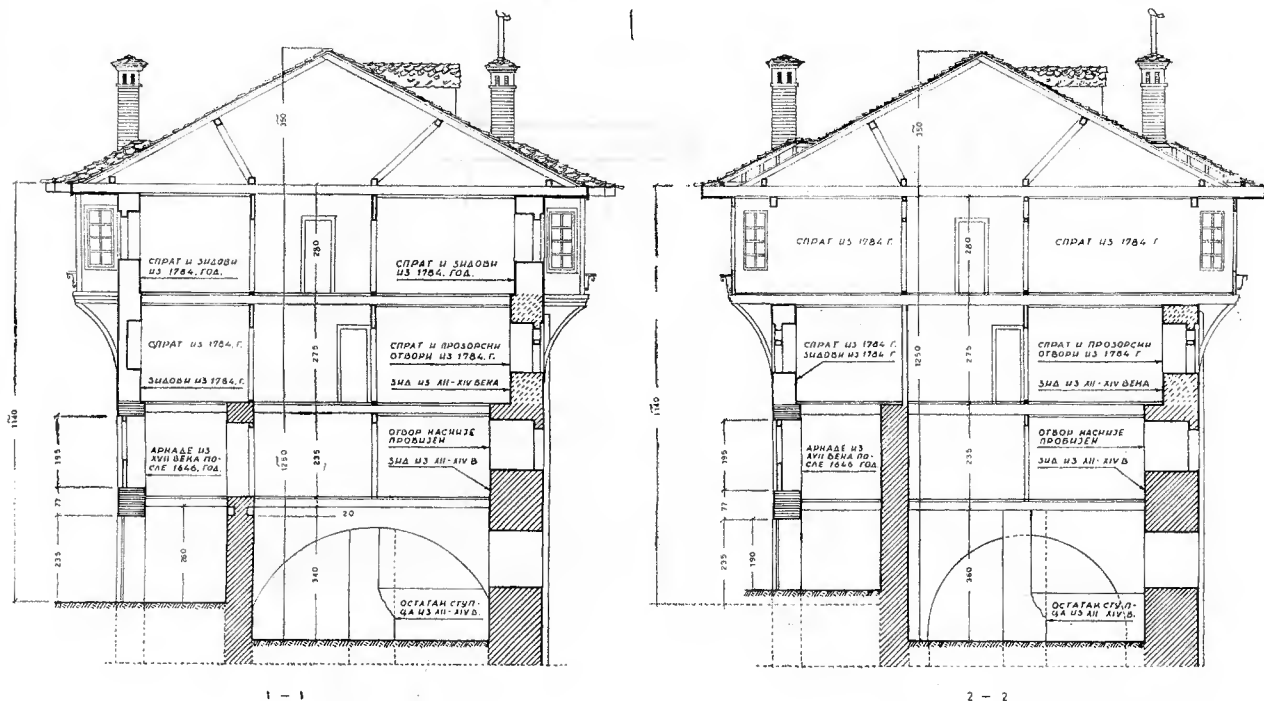 350
280
СПРАТ И ЗИДОВИ
ИЗ 1784. ГОД.
СПРАТ И ЗИДОВИ
ИЗ 1784. ГОД.
275
СПРАТ ИЗ 1784. Г.
ЗИДОВИ ИЗ 1784. Г.
СПРАТ И ПРОЗОРСКИ
ОТВОРИ ИЗ 1784. Г.
ЗИД ИЗ XII-XIV ВЕКА
1140
195
77
235
АРКАДЕ ИЗ
XVII ВЕКА ПО-
СЛЕ 1646. ГОД.
1250
235
ОТВОР КАСНИЈЕ
ПРОБИЈЕН
ЗИД ИЗ XII-XIV В
20
260
340
ОСТАТАК СТУП-
ЦА ИЗ XII-XIV В.
1 - 1
350
280
СПРАТ ИЗ 1784 Г.
СПРАТ ИЗ 1784 Г
1250
275
СПРАТ ИЗ 1784 Г
ЗИДОВИ ИЗ 1784 Г
СПРАТ И ПРОЗОРСКИ
ОТВОРИ ИЗ 1784 Г
ЗИД ИЗ XII-XIV ВЕКА
1140
195
77
235
190
АРКАДЕ ИЗ
XVII ВЕКА ПО-
СЛЕ 1646 ГОД
235
ОТВОР КАСНИЈЕ
ПРОБИЈЕН
ЗИД ИЗ XII-XIV В
360
ОСТАТАК СТУП-
ЦА ИЗ XII XIV В.
2 - 2